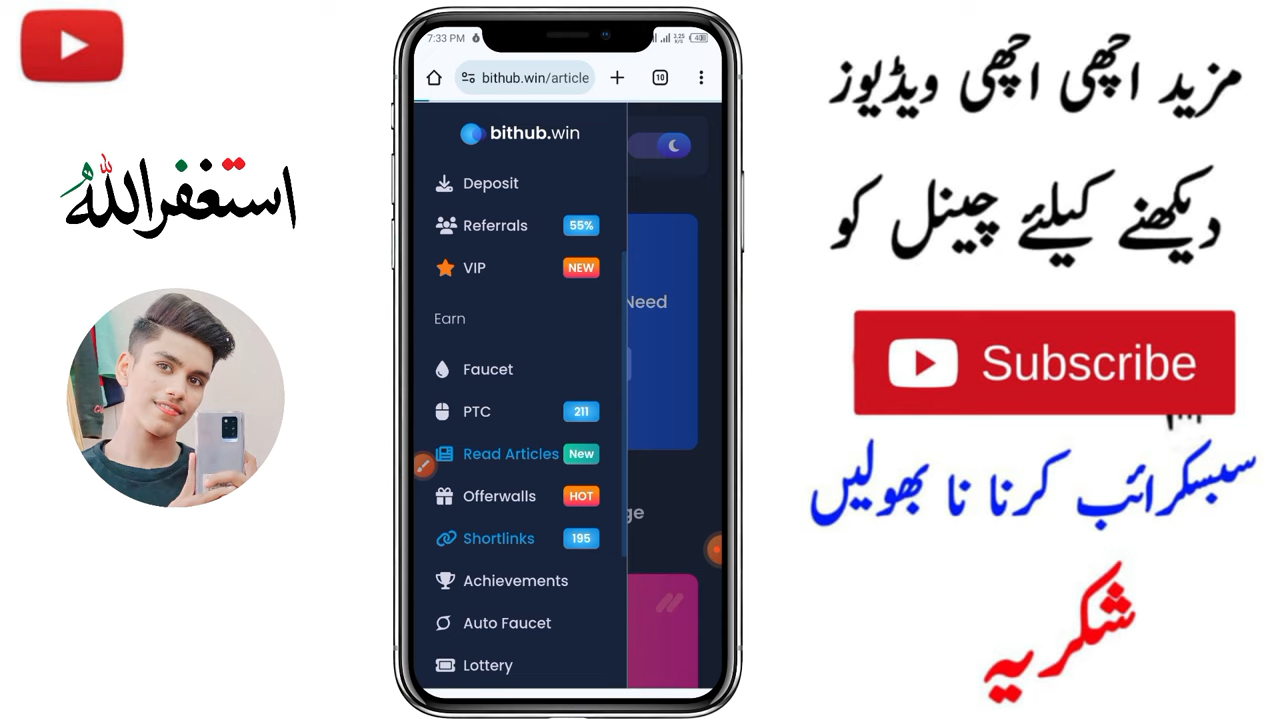 استغفراللہ
7:33 PM
bithub.win/article
10
bithub.win
Deposit
Referrals 55%
VIP NEW
Earn
Faucet
PTC 211
Read Articles New
Offerwalls HOT
Shortlinks 195
Achievements
Auto Faucet
Lottery
Need
ge
مزید اچھی اچھی ویڈیوز
دیکھنے کیلئے چینل کو
Subscribe
سبسکرائب کرنا نا بھولیں
شکریہ